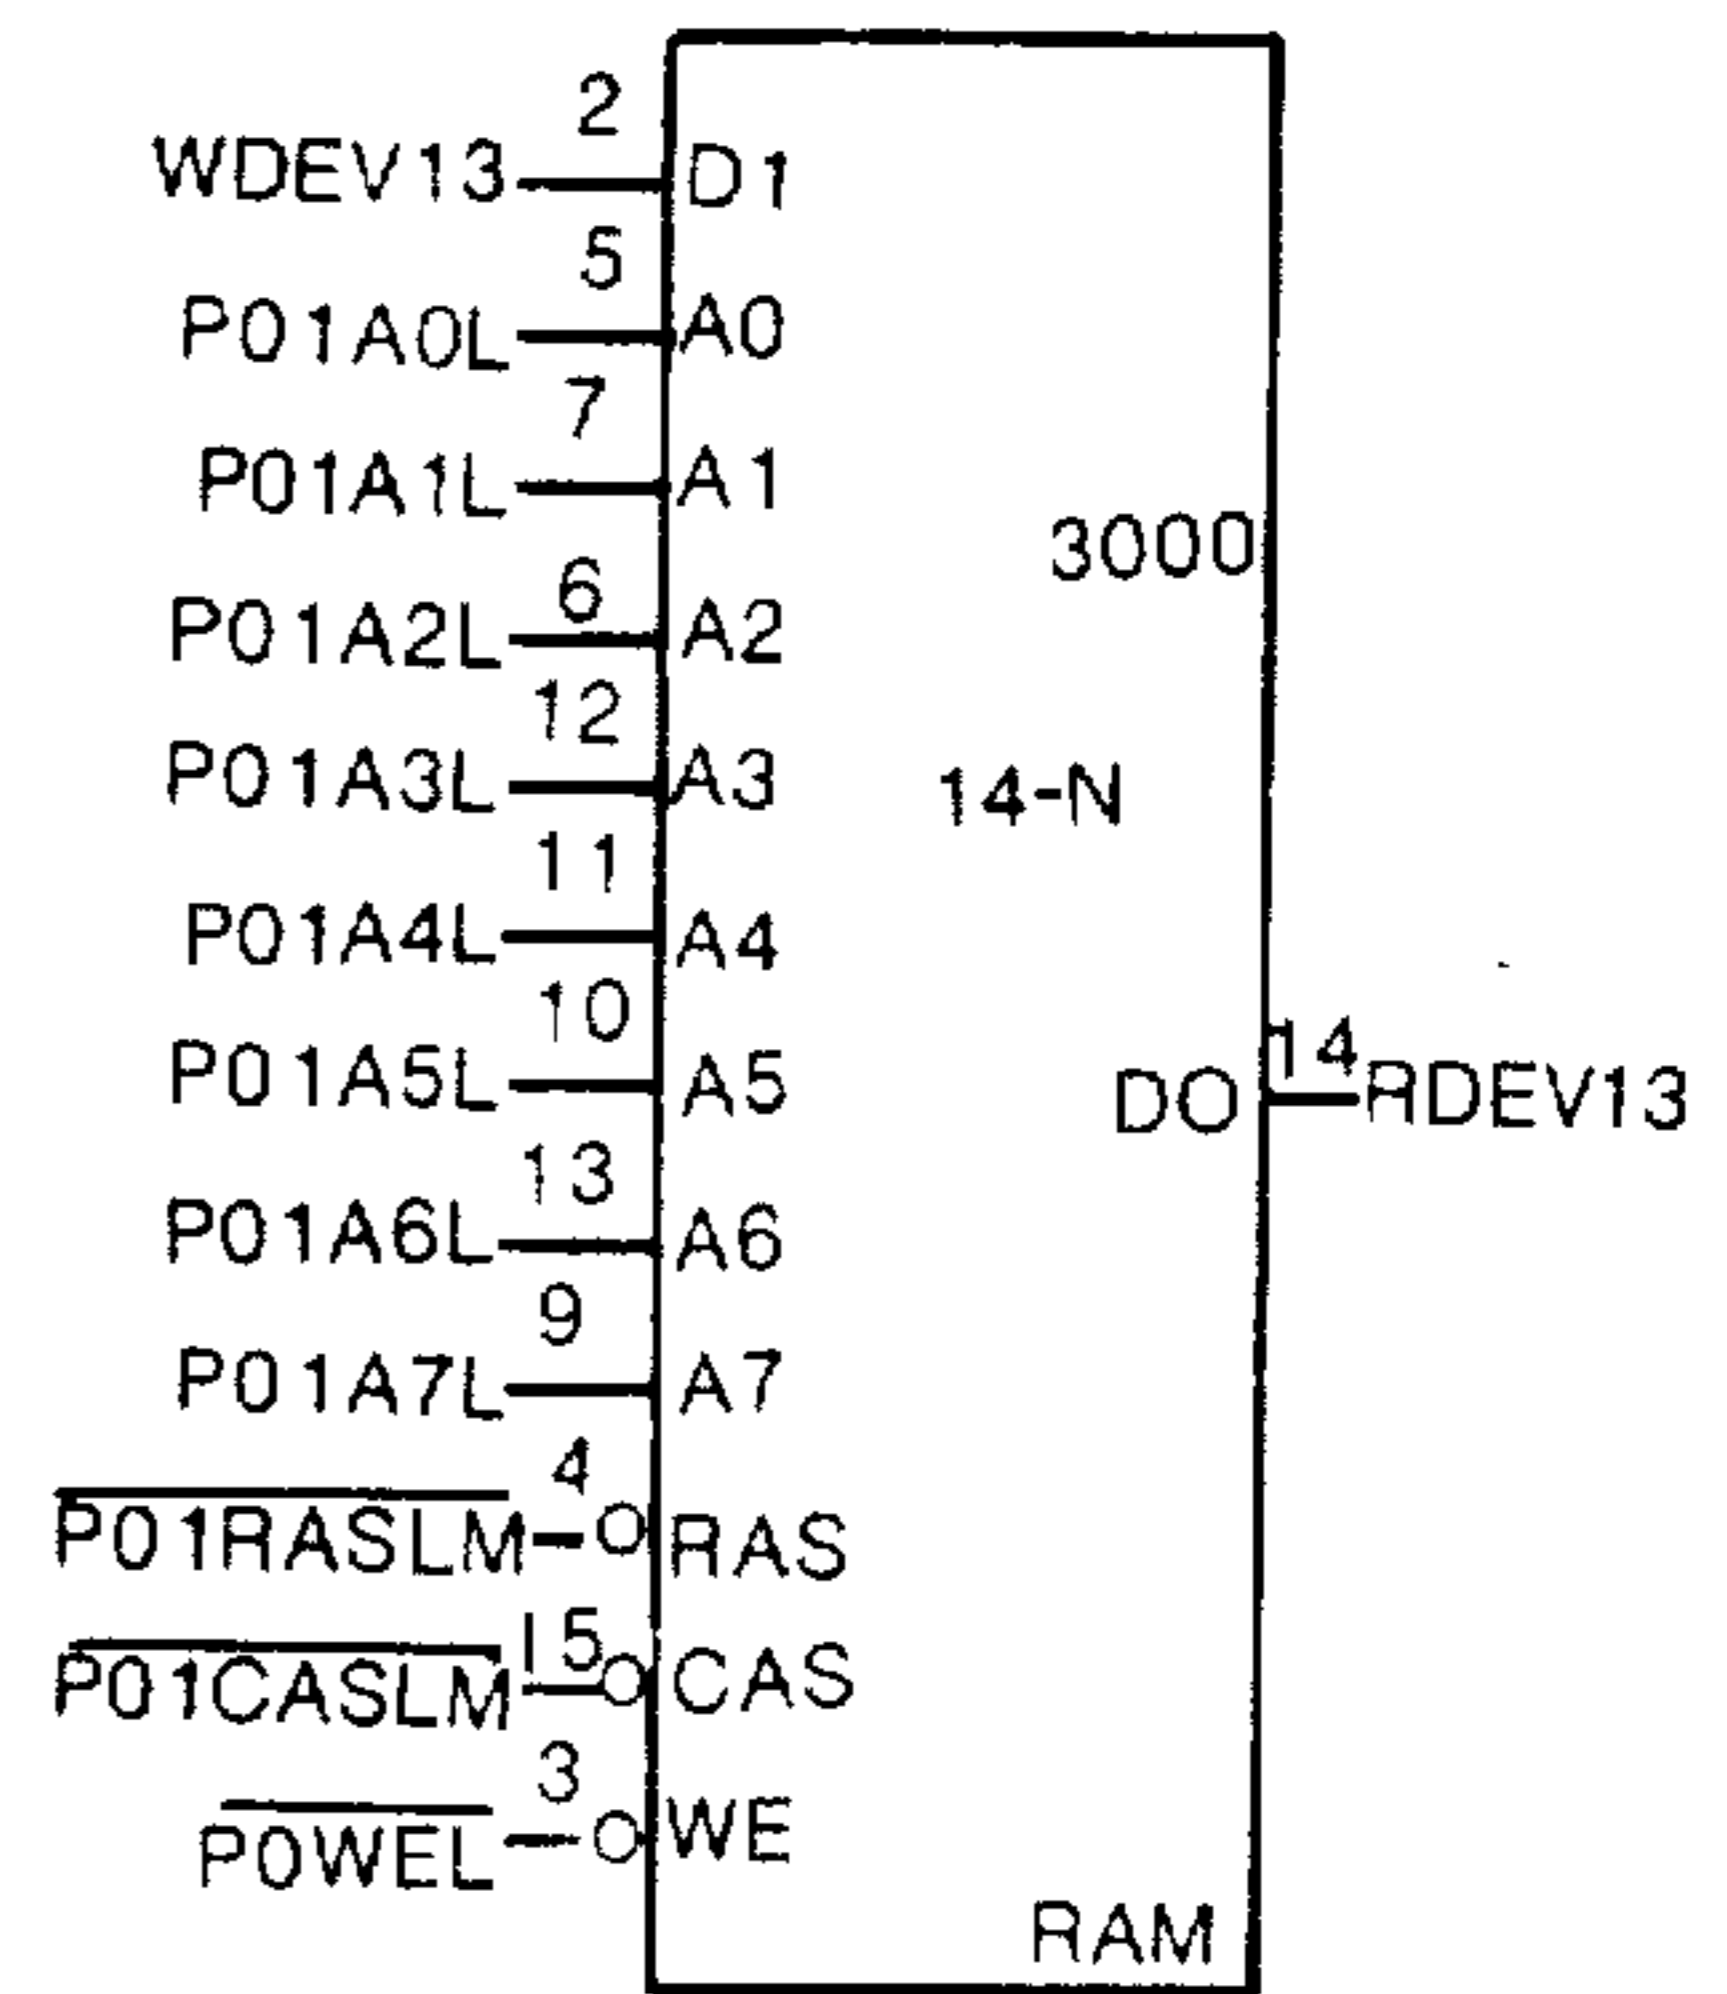 2
WDEV13 D1
5
P01A0L A0
7
P01A1L A1
3000
6
P01A2L A2
12
P01A3L A3 14-N
11
P01A4L A4
10
14
P01A5L A5 DO RDEV13
13
P01A6L A6
9
P01A7L A7
4
P01RASLM RAS
15
P01CASLM CAS
3
P0WEL WE
RAM